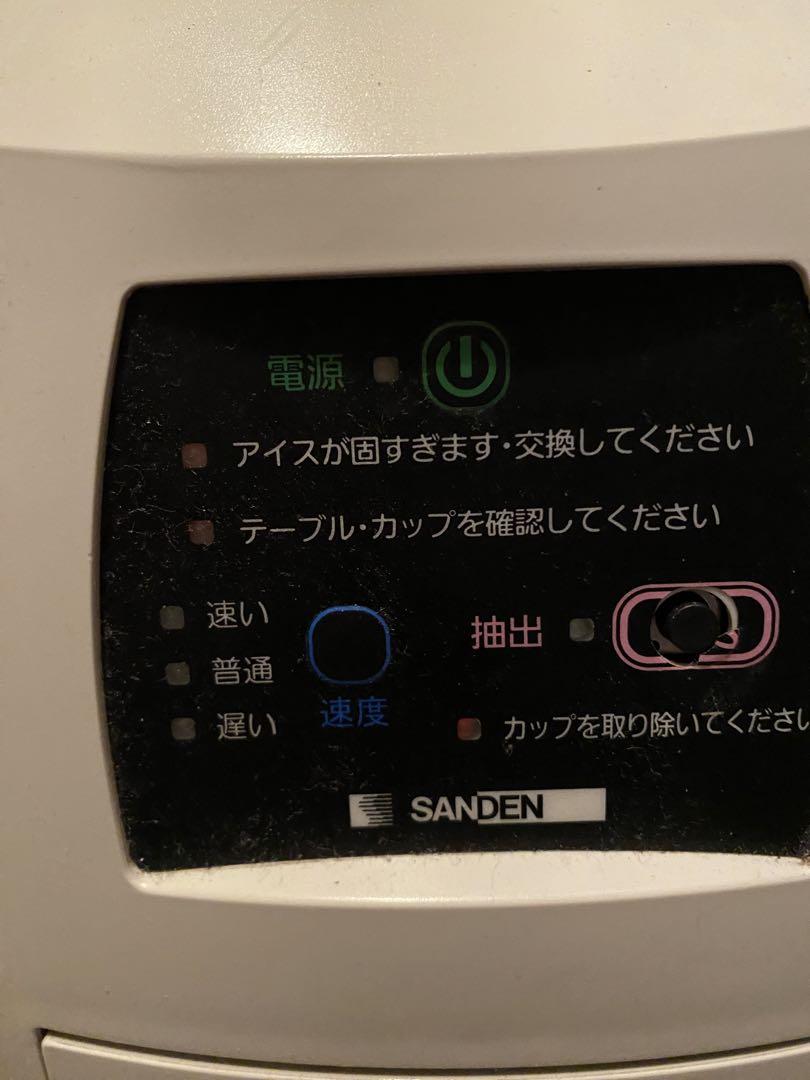 電源
アイスが固すぎます・交換してください
テーブル・カップを確認してください
速い
普通
遅い
速度
抽出
カップを取り除いてください
SANDEN